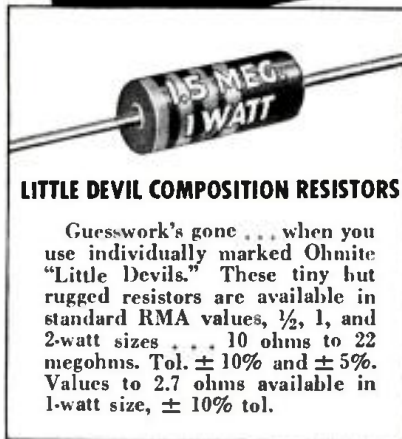 1.5 MEG.
1 WATT
LITTLE DEVIL COMPOSITION RESISTORS
Guesswork's gone . . . when you
use individually marked Ohmite
"Little Devils." These tiny but
rugged resistors are available in
standard RMA values, ½, 1, and
2-watt sizes . . . 10 ohms to 22
megohms. Tol. ± 10% and ± 5%.
Values to 2.7 ohms available in
1-watt size, ± 10% tol.